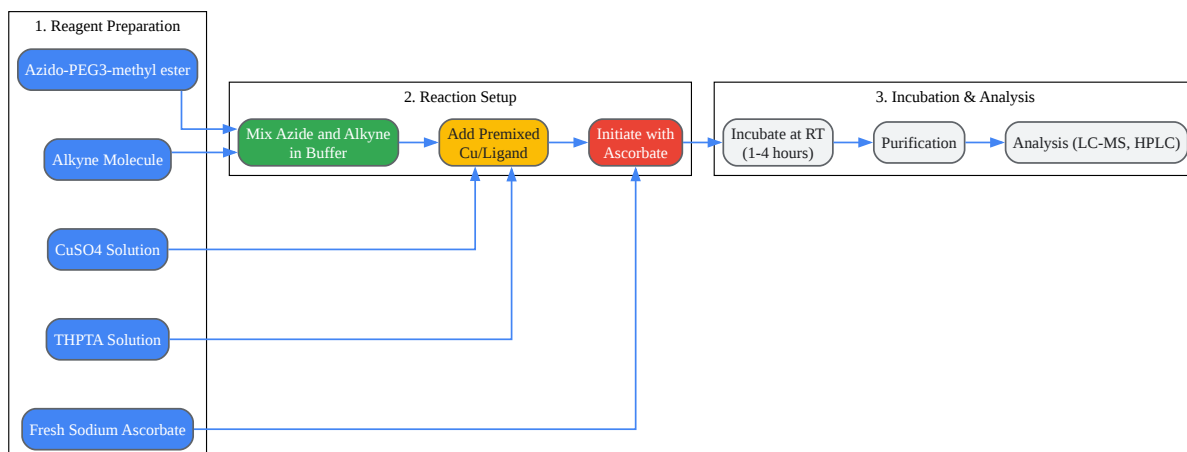 1. Reagent Preparation
Azido-PEG3-methyl ester
Alkyne Molecule
CuSO4 Solution
THPTA Solution
Fresh Sodium Ascorbate
2. Reaction Setup
Mix Azide and Alkyne
in Buffer
Add Premixed
Cu/Ligand
Initiate with
Ascorbate
3. Incubation & Analysis
Incubate at RT
(1-4 hours)
Purification
Analysis (LC-MS, HPLC)